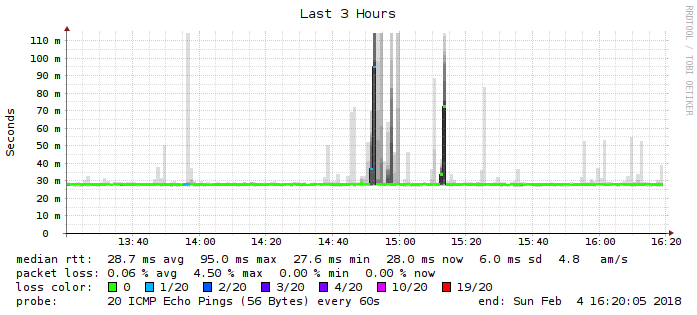 Last 3 Hours
RRDTOOL / TOBI OETIKER
Seconds
110 m
100 m
90 m
80 m
70 m
60 m
50 m
40 m
30 m
20 m
10 m
0
13:40 14:00 14:20 14:40 15:00 15:20 15:40 16:00 16:20
median rtt: 28.7 ms avg 95.0 ms max 27.6 ms min 28.0 ms now 6.0 ms sd 4.8 am/s
packet loss: 0.06 % avg 4.50 % max 0.00 % min 0.00 % now
loss color: 0 1/20 2/20 3/20 4/20 10/20 19/20
probe: 20 ICMP Echo Pings (56 Bytes) every 60s end: Sun Feb 4 16:20:05 2018